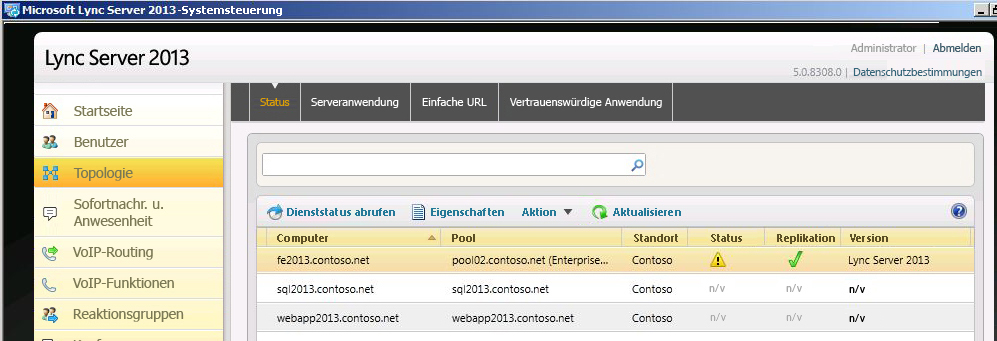 Microsoft Lync Server 2013-Systemsteuerung
Lync Server 2013
Administrator | Abmelden
5.0.8308.0 | Datenschutzbestimmungen
Startseite
Benutzer
Topologie
Sofortnachr. u.
Anwesenheit
VoIP-Routing
VoIP-Funktionen
Reaktionsgruppen
Status Serveranwendung Einfache URL Vertrauenswürdige Anwendung
Dienststatus abrufen Eigenschaften Aktion Aktualisieren
Computer Pool Standort Status Replikation Version
fe2013.contoso.net pool02.contoso.net (Enterprise... Contoso Lync Server 2013
sql2013.contoso.net sql2013.contoso.net Contoso n/v n/v n/v
webapp2013.contoso.net webapp2013.contoso.net Contoso n/v n/v n/v